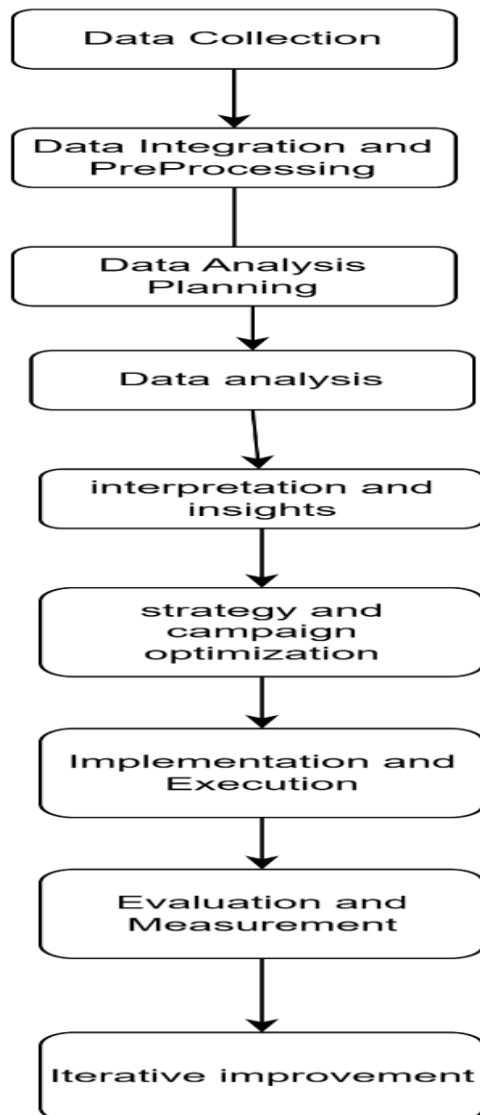 Data Collection
Data Integration and
PreProcessing
Data Analysis
Planning
Data analysis
interpretation and
insights
strategy and
campaign
optimization
Implementation and
Execution
Evaluation and
Measurement
Iterative improvement